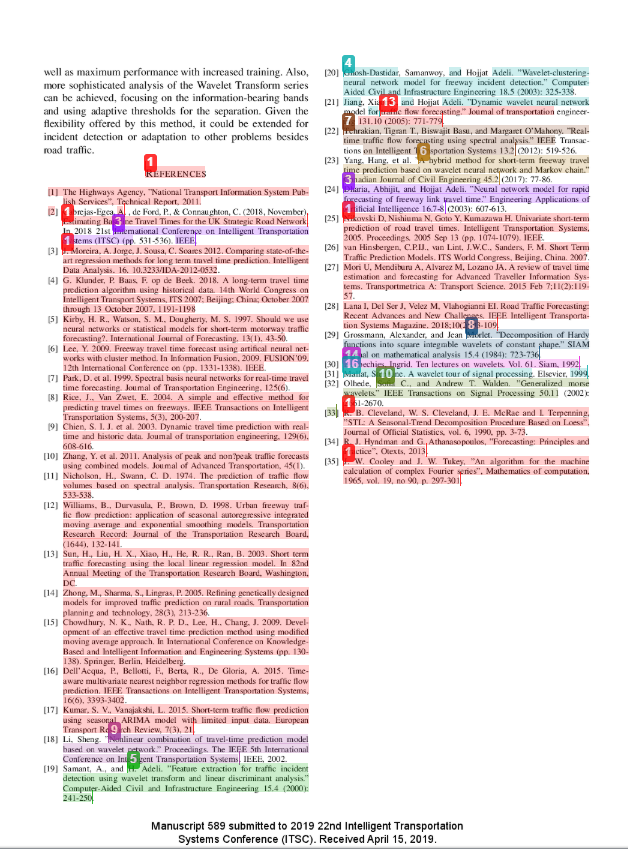 well as maximum performance with increased training. Also,
more sophisticated analysis of the Wavelet Transform series
can be achieved, focusing on the information-bearing bands
and using adaptive thresholds for the separation. Given the
flexibility offered by this method, it could be extended for
incident detection or adaptation to other problems besides
road traffic.
1
REFERENCES
[1] The Highways Agency, "National Transport Information System Pub-
lish Services", Technical Report, 2011.
[2] 1 brejas-Egea, A., de Ford, P., & Connaughton, C. (2018, November),
Estimating Ba 3 e Travel Times for the UK Strategic Road Network.
In 2018 21st International Conference on Intelligent Transportation
1 stems (ITSC) (pp. 531-536). IEEE.
[3] J. Moreira, A. Jorge, J. Sousa, C. Soares 2012. Comparing state-of-the-
art regression methods for long term travel time prediction. Intelligent
Data Analysis. 16. 10.3233/IDA-2012-0532.
[4] G. Klunder, P. Baas, F. op de Beek. 2018. A long-term travel time
prediction algorithm using historical data. 14th World Congress on
Intelligent Transport Systems, ITS 2007; Beijing; China; October 2007
through 13 October 2007, 1191-1198
[5] Kirby, H. R., Watson, S. M., Dougherty, M. S. 1997. Should we use
neural networks or statistical models for short-term motorway traffic
forecasting?. International Journal of Forecasting, 13(1), 43-50.
[6] Lee, Y. 2009. Freeway travel time forecast using artifical neural net-
works with cluster method. In Information Fusion, 2009. FUSION'09.
12th International Conference on (pp. 1331-1338). IEEE.
[7] Park, D. et al. 1999. Spectral basis neural networks for real-time travel
time forecasting. Journal of Transportation Engineering, 125(6).
[8] Rice, J., Van Zwet, E. 2004. A simple and effective method for
predicting travel times on freeways. IEEE Transactions on Intelligent
Transportation Systems, 5(3), 200-207.
[9] Chien, S. I. J. et al. 2003. Dynamic travel time prediction with real-
time and historic data. Journal of transportation engineering, 129(6),
608-616.
[10] Zhang, Y. et al. 2011. Analysis of peak and non?peak traffic forecasts
using combined models. Journal of Advanced Transportation, 45(1).
[11] Nicholson, H., Swann, C. D. 1974. The prediction of traffic flow
volumes based on spectral analysis. Transportation Research, 8(6),
533-538.
[12] Williams, B., Durvasula, P., Brown, D. 1998. Urban freeway traf-
fic flow prediction: application of seasonal autoregressive integrated
moving average and exponential smoothing models. Transportation
Research Record: Journal of the Transportation Research Board,
(1644), 132-141.
[13] Sun, H., Liu, H. X., Xiao, H., He, R. R., Ran, B. 2003. Short term
traffic forecasting using the local linear regression model. In 82nd
Annual Meeting of the Transportation Research Board, Washington,
DC.
[14] Zhong, M., Sharma, S., Lingras, P. 2005. Refining genetically designed
models for improved traffic prediction on rural roads. Transportation
planning and technology, 28(3), 213-236.
[15] Chowdhury, N. K., Nath, R. P. D., Lee, H., Chang, J. 2009. Devel-
opment of an effective travel time prediction method using modified
moving average approach. In International Conference on Knowledge-
Based and Intelligent Information and Engineering Systems (pp. 130-
138). Springer, Berlin, Heidelberg.
[16] Dell'Acqua, P., Bellotti, F., Berta, R., De Gloria, A. 2015. Time-
aware multivariate nearest neighbor regression methods for traffic flow
prediction. IEEE Transactions on Intelligent Transportation Systems,
16(6), 3393-3402.
[17] Kumar, S. V., Vanajakshi, L. 2015. Short-term traffic flow prediction
using seasonal ARIMA model with limited input data. European
Transport Re 9 ch Review, 7(3), 21.
[18] Li, Sheng. "Nonlinear combination of travel-time prediction model
based on wavelet network." Proceedings. The IEEE 5th International
Conference on Int 5 gent Transportation Systems, IEEE, 2002.
[19] Samant, A., and H. Adeli. "Feature extraction for traffic incident
detection using wavelet transform and linear discriminant analysis."
Computer-Aided Civil and Infrastructure Engineering 15.4 (2000):
241-250.
4
[20] Ghosh-Dastidar, Samanwoy, and Hojjat Adeli. "Wavelet-clustering-
neural network model for freeway incident detection." Computer-
Aided Civil and Infrastructure Engineering 18.5 (2003): 325-338.
[21] Jiang, Xia 13 and Hojjat Adeli. "Dynamic wavelet neural network
model for traffic flow forecasting." Journal of transportation engineer-
7 131.10 (2005): 771-779.
[22] Tchrakian, Tigran T., Biswajit Basu, and Margaret O'Mahony. "Real-
time traffic flow forecasting using spectral analysis." IEEE Transac-
tions on Intelligent 6 sportation Systems 13.2 (2012): 519-526.
[23] Yang, Hang, et al. "Hybrid method for short-term freeway travel
time prediction based on wavelet neural network and Markov chain."
3 adian Journal of Civil Engineering 45.2 (2017): 77-86.
[24] Dharia, Abhijit, and Hojjat Adeli. "Neural network model for rapid
forecasting of freeway link travel time." Engineering Applications of
1 ificial Intelligence 16.7-8 (2003): 607-613.
[25] Zolkovski D, Nishiuma N, Goto Y, Kumazawa H. Univariate short-term
prediction of road travel times. Intelligent Transportation Systems,
2005. Proceedings. 2005 Sep 13 (pp. 1074-1079). IEEE.
[26] van Hinsbergen, C.P.IJ., van Lint, J.W.C., Sanders, F. M. Short Term
Traffic Prediction Models. ITS World Congress, Beijing, China. 2007.
[27] Mori U, Mendiburu A, Alvarez M, Lozano JA. A review of travel time
estimation and forecasting for Advanced Traveller Information Sys-
tems. Transportmetrica A: Transport Science. 2015 Feb 7;11(2):119-
57.
[28] Lana I, Del Ser J, Velez M, Vlahogianni EI. Road Traffic Forecasting:
Recent Advances and New Challenges. IEEE Intelligent Transporta-
tion Systems Magazine. 2018;10( 8 3-109.
[29] Grossmann, Alexander, and Jean Morlet. "Decomposition of Hardy
functions into square integrable wavelets of constant shape." SIAM
14 al on mathematical analysis 15.4 (1984): 723-736.
[30] 16 echies, Ingrid. Ten lectures on wavelets. Vol. 61. Siam, 1992.
[31] Mallat, S 10 e. A wavelet tour of signal processing. Elsevier, 1999.
[32] Olhede, Sofia C., and Andrew T. Walden. "Generalized morse
wavelets." IEEE Transactions on Signal Processing 50.11 (2002):
1 61-2670.
[33] R. B. Cleveland, W. S. Cleveland, J. E. McRae and I. Terpenning,
"STL: A Seasonal-Trend Decomposition Procedure Based on Loess",
Journal of Official Statistics, vol. 6, 1990, pp. 3-73.
[34] R. J. Hyndman and G. Athanasopoulos, "Forecasting: Principles and
1 ctice", Otexts, 2013.
[35] J. W. Cooley and J. W. Tukey, "An algorithm for the machine
calculation of complex Fourier series", Mathematics of computation,
1965, vol. 19, no 90, p. 297-301.
Manuscript 589 submitted to 2019 22nd Intelligent Transportation
Systems Conference (ITSC). Received April 15, 2019.